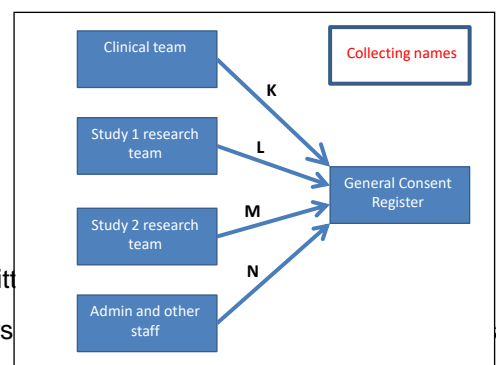 Clinical team
Collecting names
K
Study 1 research
team
L
General Consent
Register
M
Study 2 research
team
N
Admin and other
staff